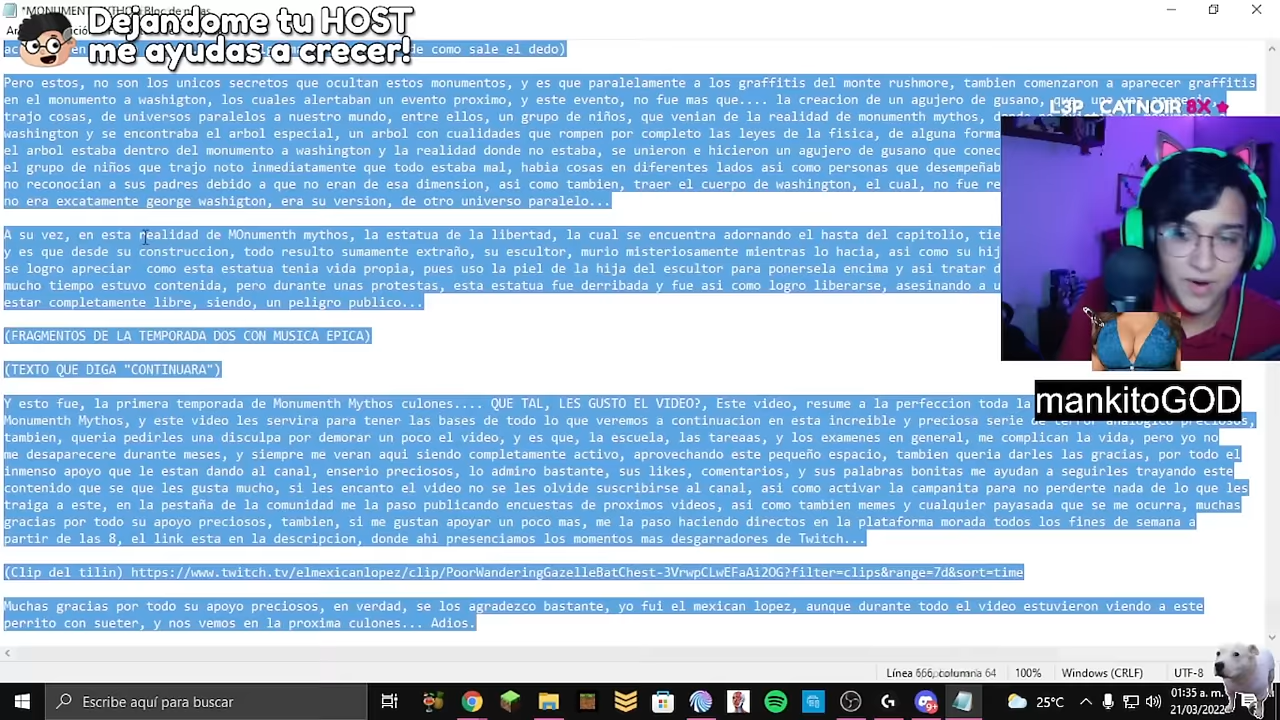 *MONUMENT MYTHO Bloc de notas
Dejandome tu HOST
me ayudas a crecer!
de como sale el dedo)
Pero estos, no son los unicos secretos que ocultan estos monumentos, y es que paralelamente a los graffitis del monte rushmore, tambien comenzaron a aparecer graffitis
en el monumento a washigton, los cuales alertaban un evento proximo, y este evento, no fue mas que.... la creacion de un agujero de gusano,
trajo cosas, de universos paralelos a nuestro mundo, entre ellos, un grupo de niños, que venian de la realidad de monumenth mythos,
washington y se encontraba el arbol especial, un arbol con cualidades que rompen por completo las leyes de la fisica, de alguna forma
el arbol estaba dentro del monumento a washington y la realidad donde no estaba, se unieron e hicieron un agujero de gusano que
el grupo de niños que trajo noto inmediatamente que todo estaba mal, habia cosas en diferentes lados asi como personas que
no reconocian a sus padres debido a que no eran de esa dimension, asi como tambien, traer el cuerpo de washington, el cual, no fue
no era excatamente george washigton, era su version, de otro universo paralelo...
A su vez, en esta realidad de MOnumenth mythos, la estatua de la libertad, la cual se encuentra adornando el hasta del capitolio,
y es que desde su construccion, todo resulto sumamente extraño, su escultor, murio misteriosamente mientras lo hacia, asi como su
se logro apreciar como esta estatua tenia vida propia, pues uso la piel de la hija del escultor para ponersela encima y asi tratar
mucho tiempo estuvo contenida, pero durante unas protestas, esta estatua fue derribada y fue asi como logro liberarse, asesinando a
estar completamente libre, siendo, un peligro publico...
(FRAGMENTOS DE LA TEMPORADA DOS CON MUSICA EPICA)
(TEXTO QUE DIGA "CONTINUARA")
Y esto fue, la primera temporada de Monumenth Mythos culones.... QUE TAL, LES GUSTO EL VIDEO?, Este video, resume a la perfeccion toda la
Monumenth Mythos, y este video les servira para tener las bases de todo lo que veremos a continuacion en esta increible y preciosa serie de terror analogico preciosos,
tambien, queria pedirles una disculpa por demorar un poco el video, y es que, la escuela, las tareaas, y los examenes en general, me complican la vida, pero yo no
me desaparecere durante meses, y siempre me veran aqui siendo completamente activo, aprovechando este pequeño espacio, tambien queria darles las gracias, por todo el
inmenso apoyo que le estan dando al canal, enserio preciosos, lo admiro bastante, sus likes, comentarios, y sus palabras bonitas me ayudan a seguirles trayando este
contenido que se que les gusta mucho, si les encanto el video no se les olvide suscribirse al canal, asi como activar la campanita para no perderte nada de lo que les
traiga a este, en la pestaña de la comunidad me la paso publicando encuestas de proximos videos, asi como tambien memes y cualquier payasada que se me ocurra, muchas
gracias por todo su apoyo preciosos, tambien, si me gustan apoyar un poco mas, me la paso haciendo directos en la plataforma morada todos los fines de semana a
partir de las 8, el link esta en la descripcion, donde ahi presenciamos los momentos mas desgarradores de Twitch...
(Clip del tilin) https://www.twitch.tv/elmexicanlopez/clip/PoorWanderingGazelleBatChest-3VrwpCLwEFaAi2OG?filter=clips&range=7d&sort=time
Muchas gracias por todo su apoyo preciosos, en verdad, se los agradezco bastante, yo fui el mexican lopez, aunque durante todo el video estuvieron viendo a este
perrito con sueter, y nos vemos en la proxima culones... Adios.
L3P CATNOIR 8X
mankitoGOD
columna 64
100%
Windows (CRLF)
UTF-8
Escribe aquí para buscar
25°C
01:35 a. m.
21/03/2022